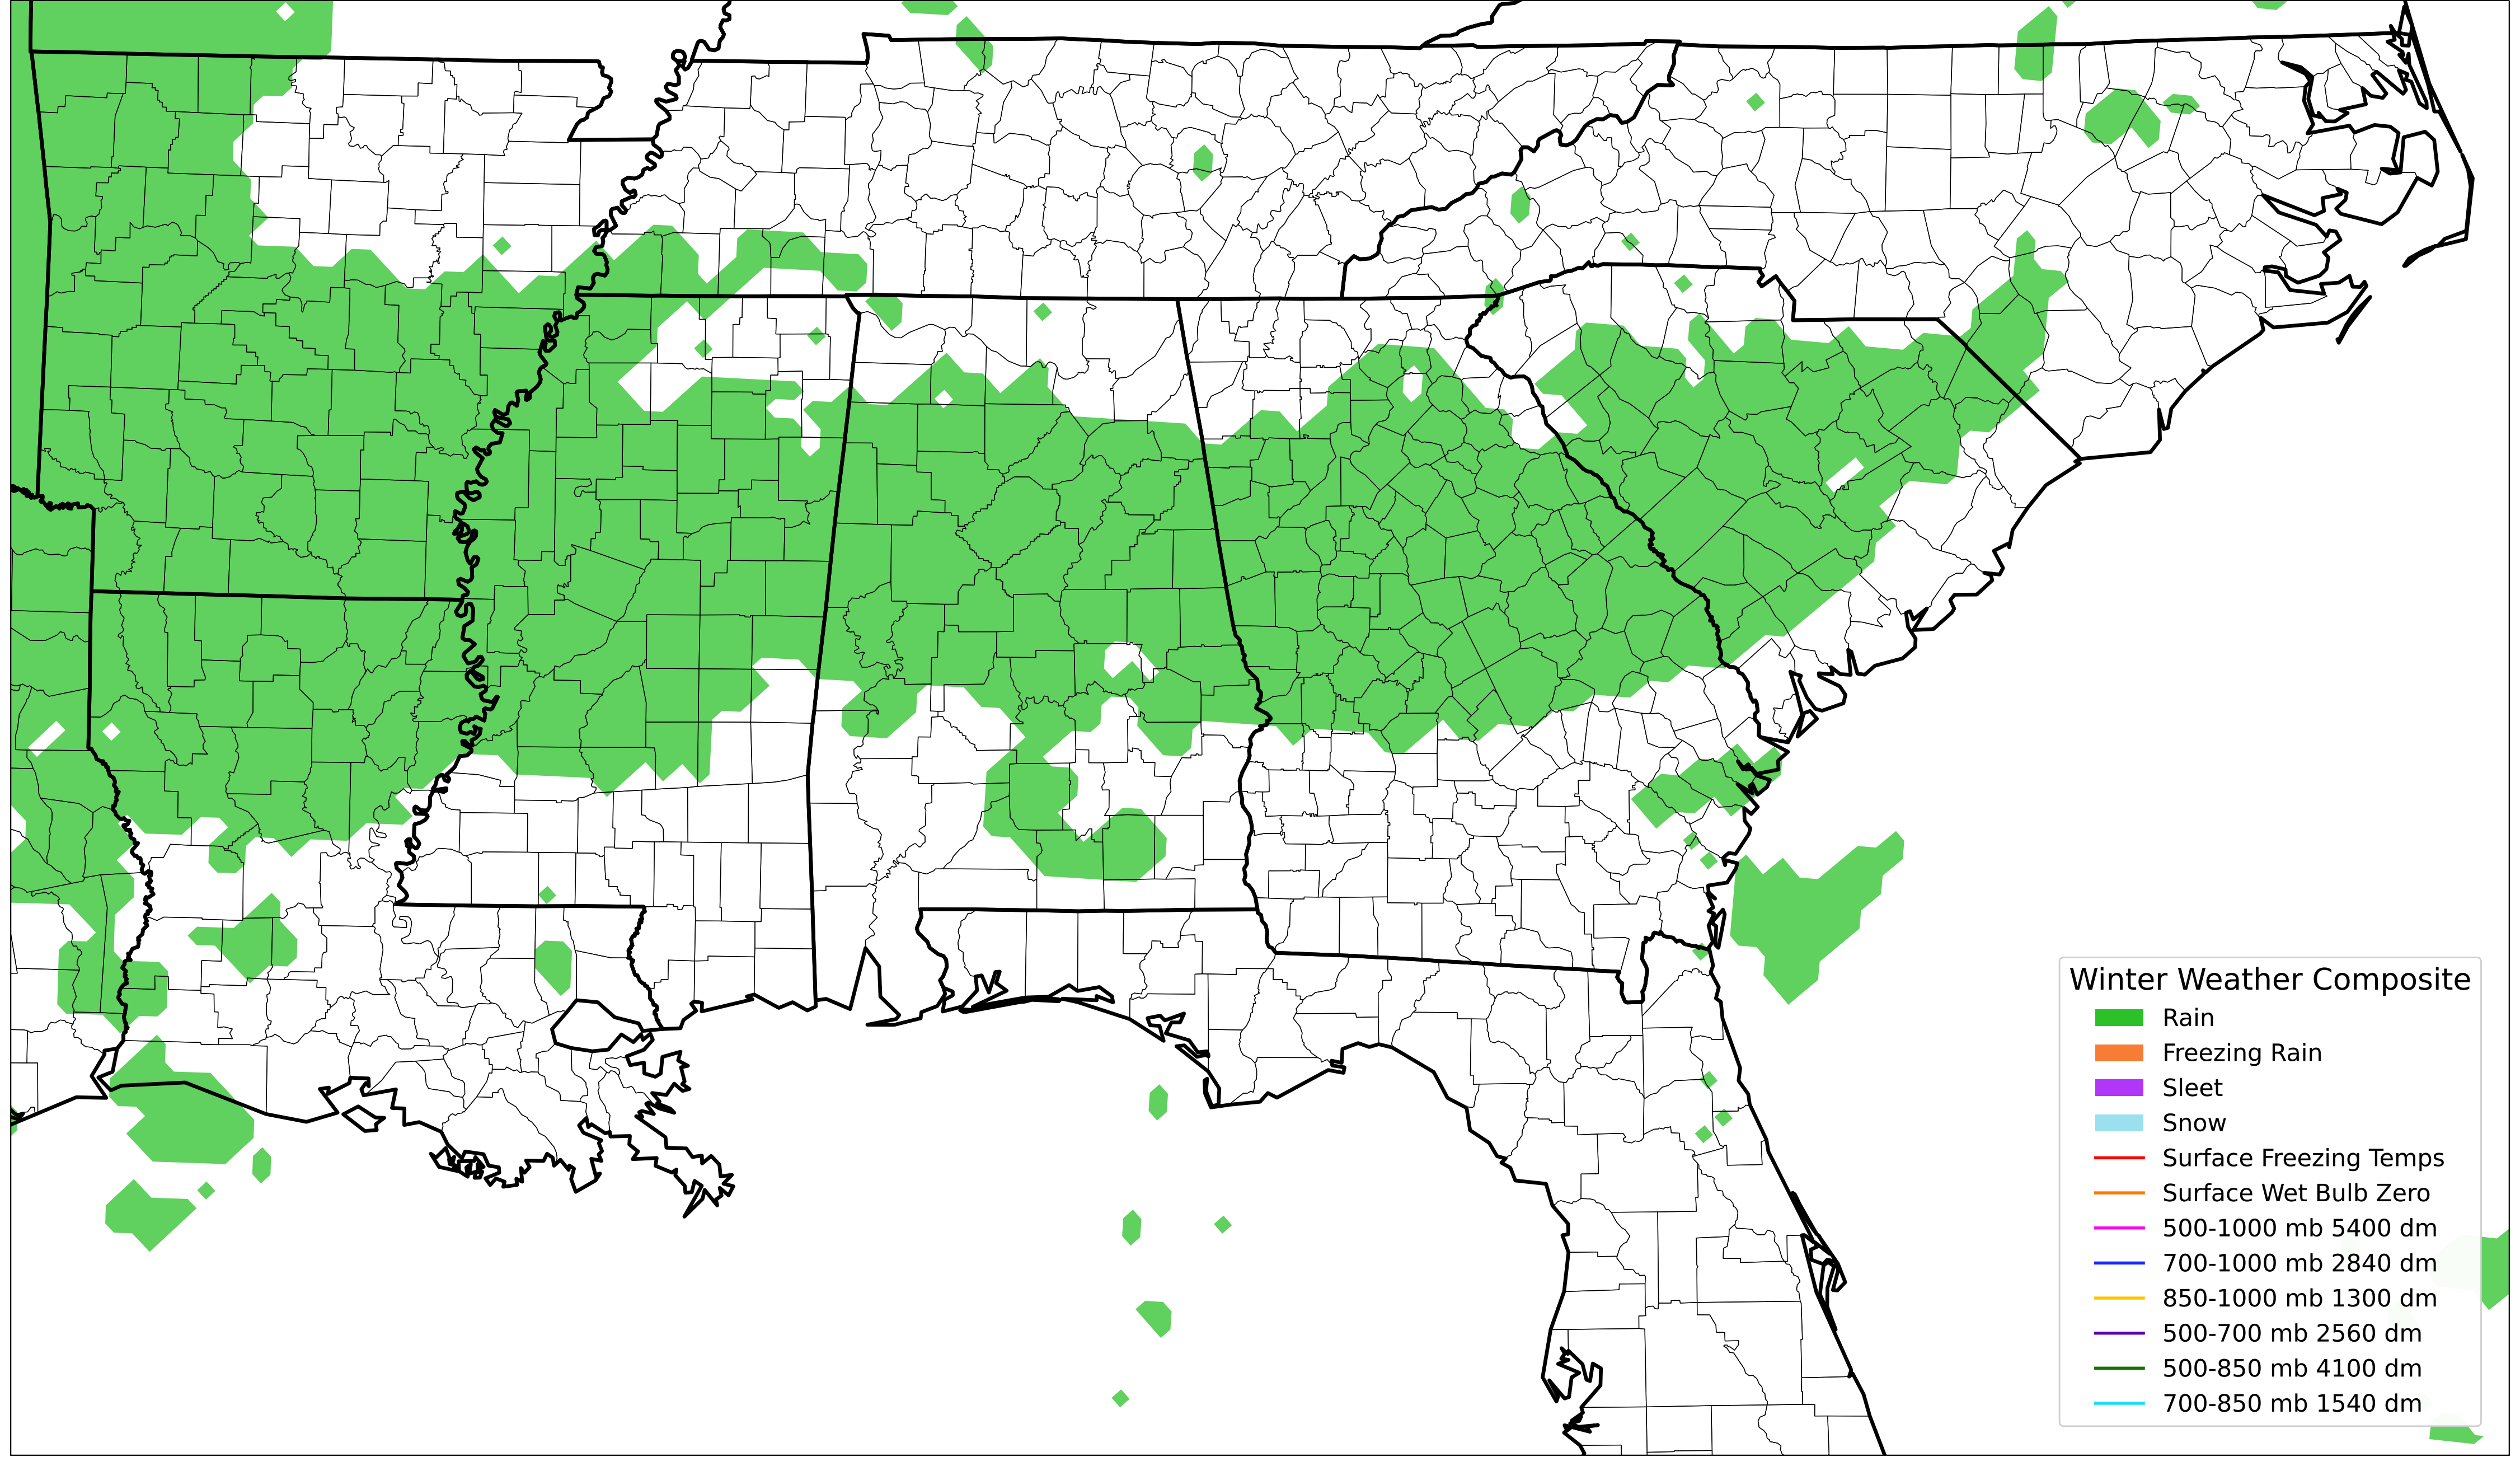 Winter Weather Composite
Rain
Freezing Rain
Sleet
Snow
Surface Freezing Temps
Surface Wet Bulb Zero
500-1000 mb 5400 dm
700-1000 mb 2840 dm
850-1000 mb 1300 dm
500-700 mb 2560 dm
500-850 mb 4100 dm
700-850 mb 1540 dm